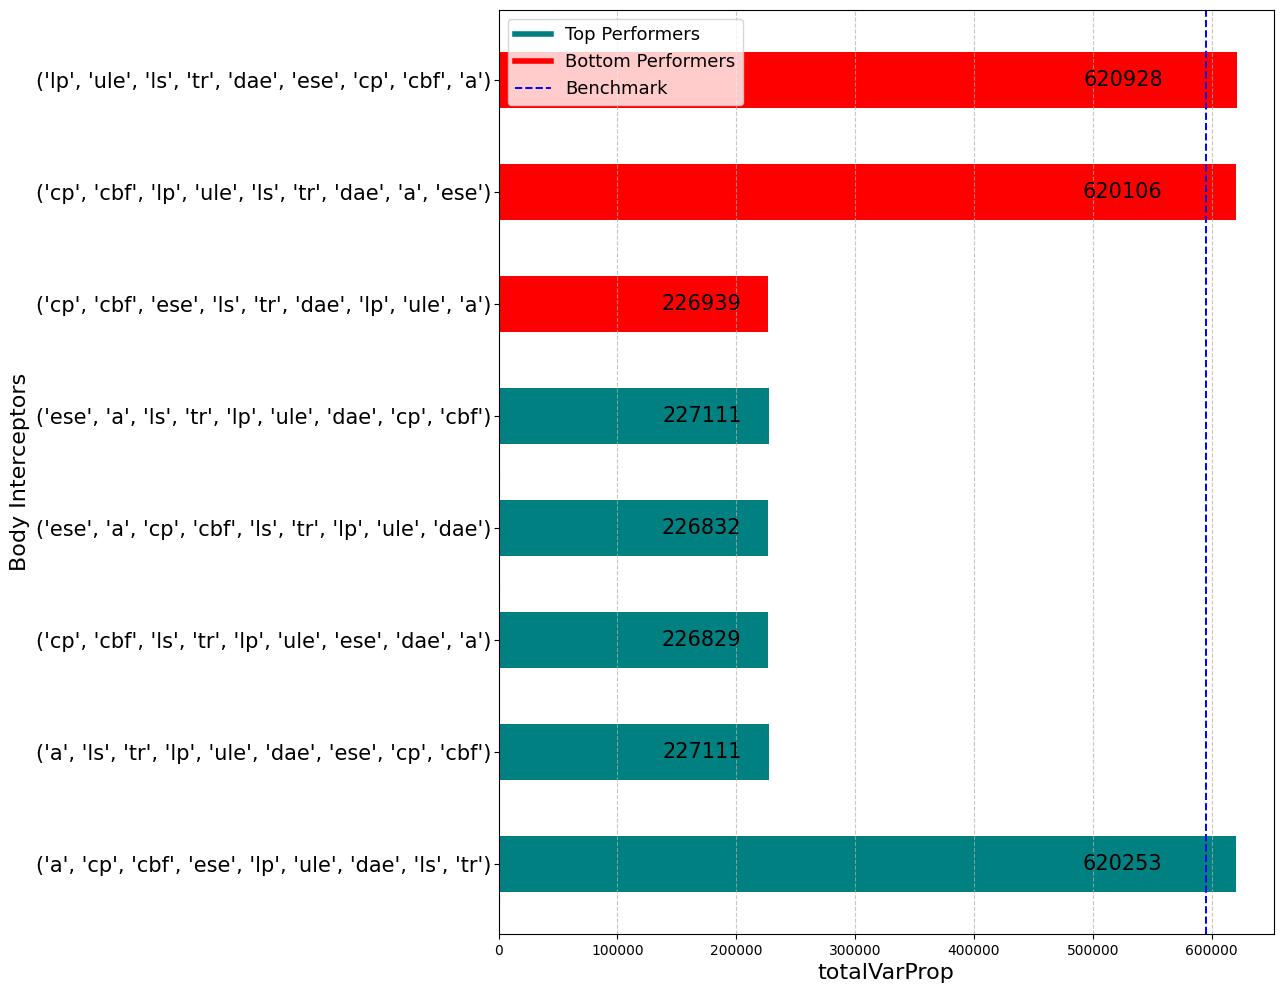 Top Performers
Bottom Performers
Benchmark
('lp', 'ule', 'ls', 'tr', 'dae', 'ese', 'cp', 'cbf', 'a')
620928
('cp', 'cbf', 'lp', 'ule', 'ls', 'tr', 'dae', 'a', 'ese')
620106
('cp', 'cbf', 'ese', 'ls', 'tr', 'dae', 'lp', 'ule', 'a')
226939
('ese', 'a', 'ls', 'tr', 'lp', 'ule', 'dae', 'cp', 'cbf')
227111
('ese', 'a', 'cp', 'cbf', 'ls', 'tr', 'lp', 'ule', 'dae')
226832
('cp', 'cbf', 'ls', 'tr', 'lp', 'ule', 'ese', 'dae', 'a')
226829
('a', 'ls', 'tr', 'lp', 'ule', 'dae', 'ese', 'cp', 'cbf')
227111
('a', 'cp', 'cbf', 'ese', 'lp', 'ule', 'dae', 'ls', 'tr')
620253
Body Interceptors
0 100000 200000 300000 400000 500000 600000
totalVarProp